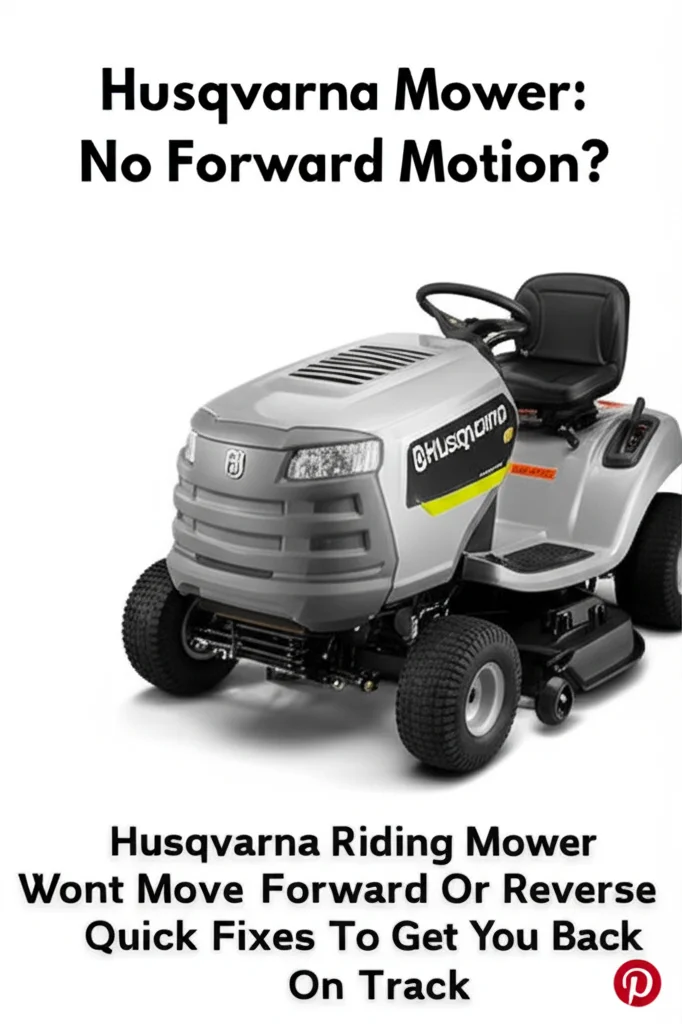 Husqvarna Mower:
No Forward Motion?
Husqvarna Riding Mower
Wont Move Forward Or Reverse
Quick Fixes To Get You Back
On Track